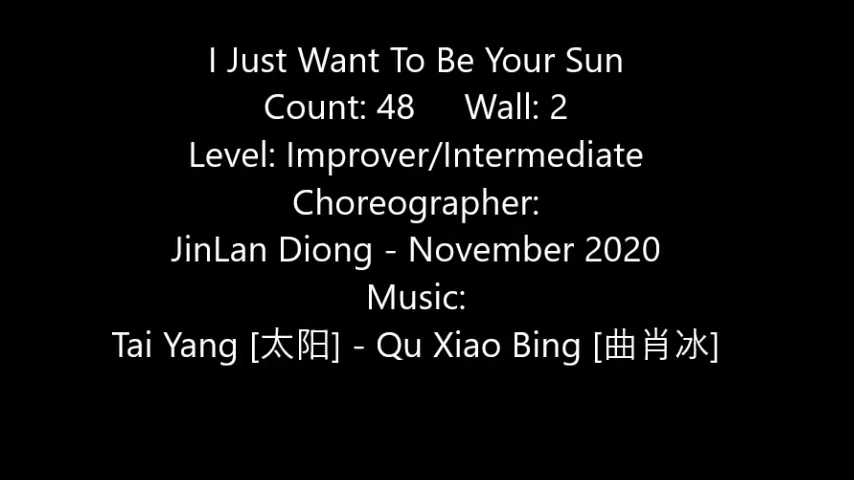 I Just Want To Be Your Sun
Count: 48 Wall: 2
Level: Improver/Intermediate
Choreographer:
JinLan Diong - November 2020
Music:
Tai Yang [太阳] - Qu Xiao Bing [曲肖冰]